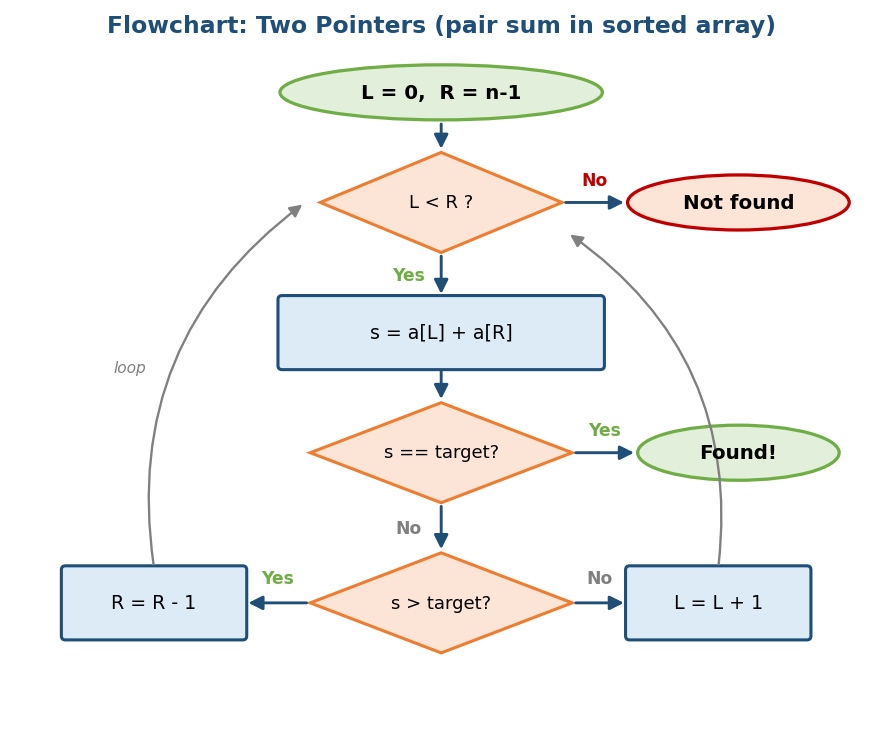 Flowchart: Two Pointers (pair sum in sorted array)
L = 0,  R = n-1
L < R ?
No
Not found
Yes
s = a[L] + a[R]
loop
s == target?
Yes
Found!
No
R = R - 1
Yes
s > target?
No
L = L + 1